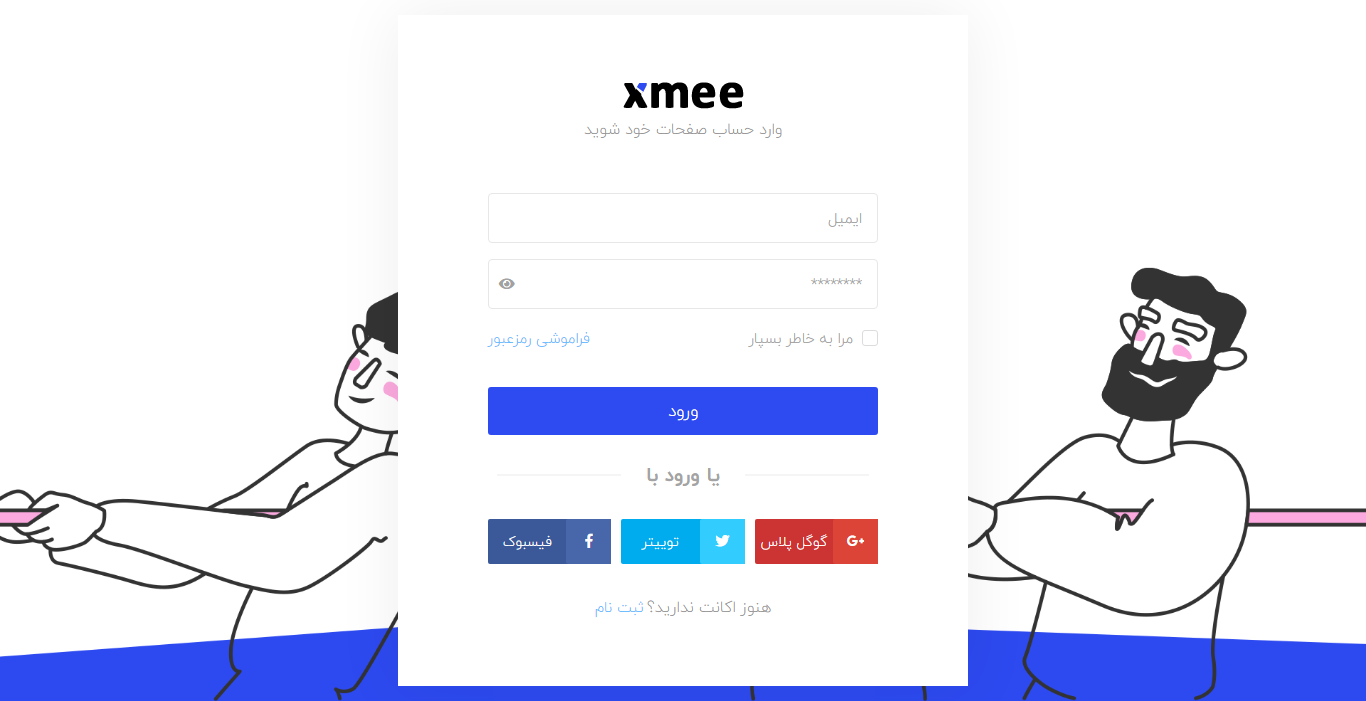 xmee
وارد حساب صفحات خود شوید
ایمیل
********
مرا به خاطر بسپار
فراموشی رمزعبور
ورود
یا ورود با
گوگل پلاس G+
توییتر
فیسبوک f
هنوز اکانت ندارید؟ ثبت نام